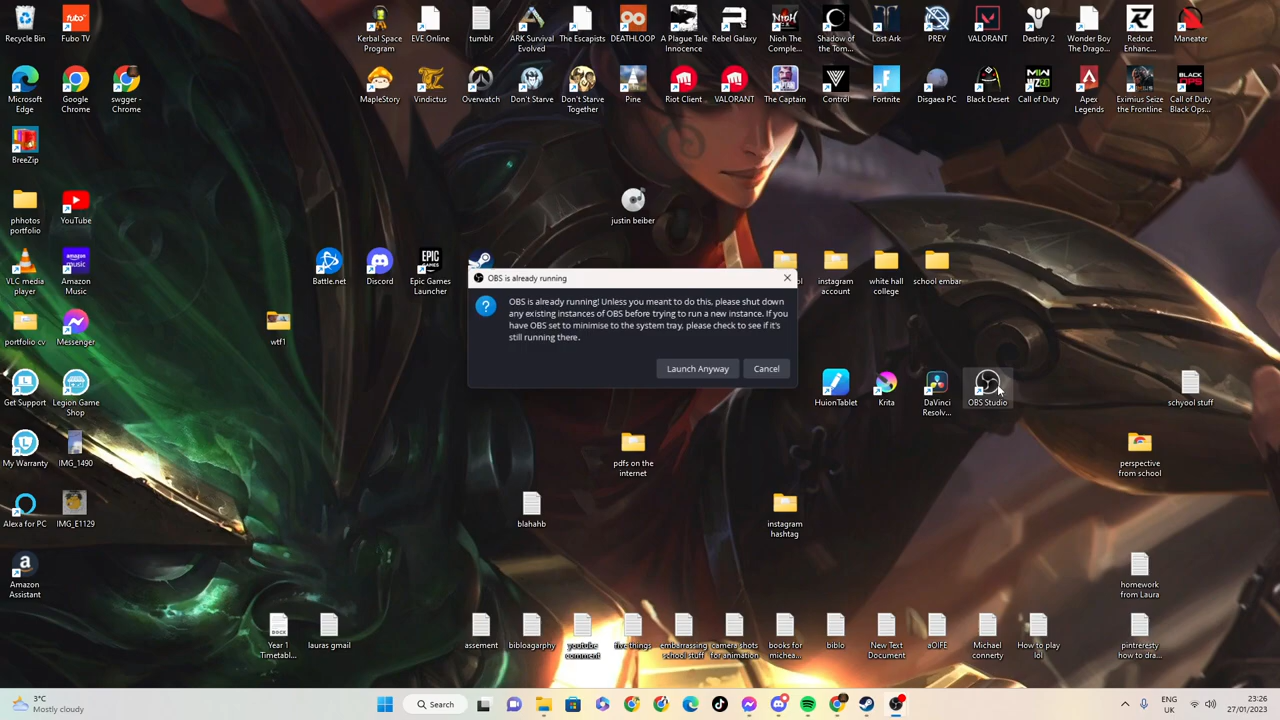 Recycle Bin
Fubo TV
Kerbal Space
Program
EVE Online
tumblr
ARK Survival
Evolved
The Escapists
DEATHLOOP
A Plague Tale
Innocence
Rebel Galaxy
Nioh The
Comple...
Shadow of
the Tom...
Lost Ark
PREY
VALORANT
Destiny 2
Wonder Boy
The Drago...
Redout
Enhanc...
Maneater
Microsoft
Edge
Google
Chrome
swgger -
Chrome
MapleStory
Vindictus
Overwatch
Don't Starve
Don't Starve
Together
Pine
Riot Client
VALORANT
The Captain
Control
Fortnite
Disgaea PC
Black Desert
Call of Duty
Apex
Legends
Eximius Seize
the Frontline
Call of Duty
Black Ops...
BreeZip
phhotos
portfolio
YouTube
justin beiber
VLC media
player
Amazon
Music
Battle.net
Discord
Epic Games
Launcher
instagram
account
white hall
college
school embar
OBS is already running
OBS is already running! Unless you meant to do this, please shut down
any existing instances of OBS before trying to run a new instance. If you
have OBS set to minimise to the system tray, please check to see if it's
still running there.
Launch Anyway
Cancel
portfolio cv
Messenger
wtf1
Get Support
Legion Game
Shop
HuionTablet
Krita
DaVinci
Resolv...
OBS Studio
schyool stuff
My Warranty
IMG_1490
pdfs on the
internet
perspective
from school
Alexa for PC
IMG_E1129
blahahb
instagram
hashtag
Amazon
Assistant
homework
from Laura
Year 1
Timetabl...
lauras gmail
assement
bibloagarphy
youtube
comment
five things
embarrassing
school stuff
camera shots
for animation
books for
michea...
biblo
New Text
Document
aOIFE
Michael
connerty
How to play
lol
pintreresty
how to dra...
3°C
Mostly cloudy
Search
ENG
UK
23:26
27/01/2023